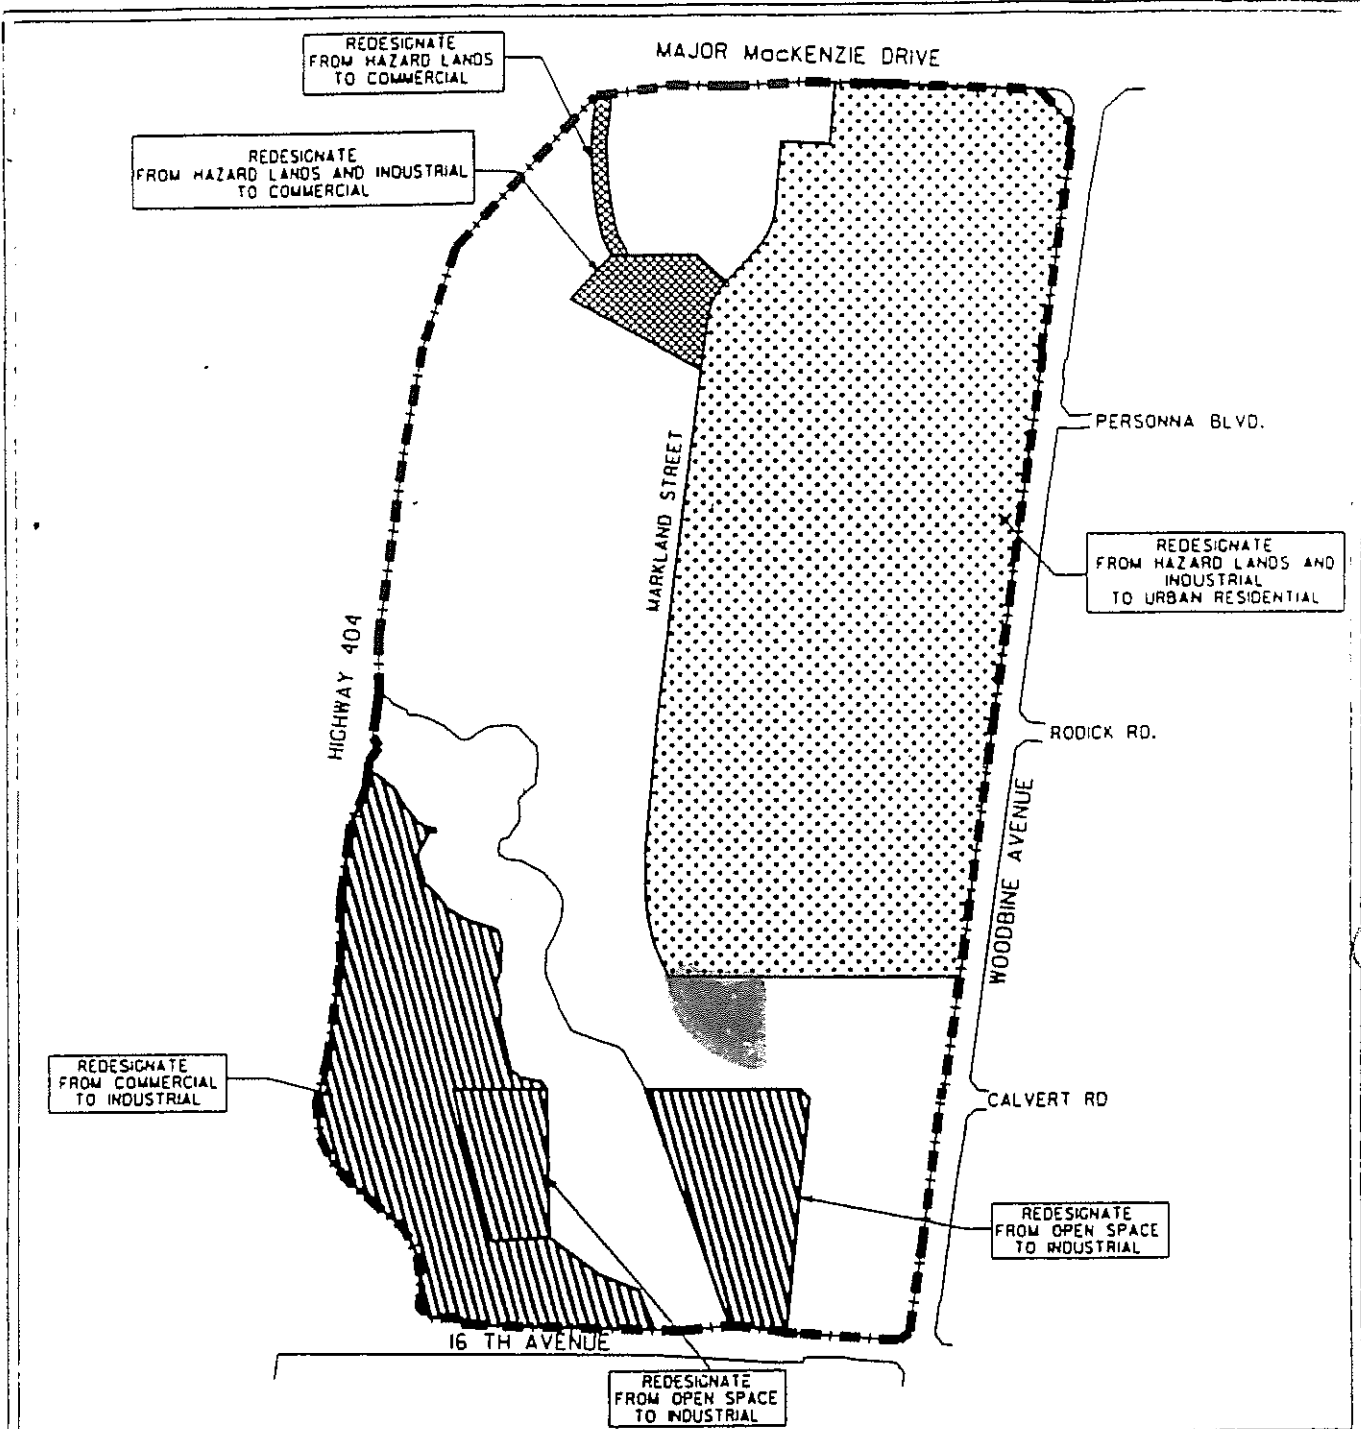 REDESIGNATE
FROM HAZARD LANDS
TO COMMERCIAL
MAJOR MacKENZIE DRIVE
REDESIGNATE
FROM HAZARD LANDS AND INDUSTRIAL
TO COMMERCIAL
PERSONNA BLVD.
MARKLAND STREET
REDESIGNATE
FROM HAZARD LANDS AND
INDUSTRIAL
TO URBAN RESIDENTIAL
HIGHWAY 404
RODICK RD.
WOODBINE AVENUE
REDESIGNATE
FROM COMMERCIAL
TO INDUSTRIAL
CALVERT RD
REDESIGNATE
FROM OPEN SPACE
TO INDUSTRIAL
16 TH AVENUE
REDESIGNATE
FROM OPEN SPACE
TO INDUSTRIAL